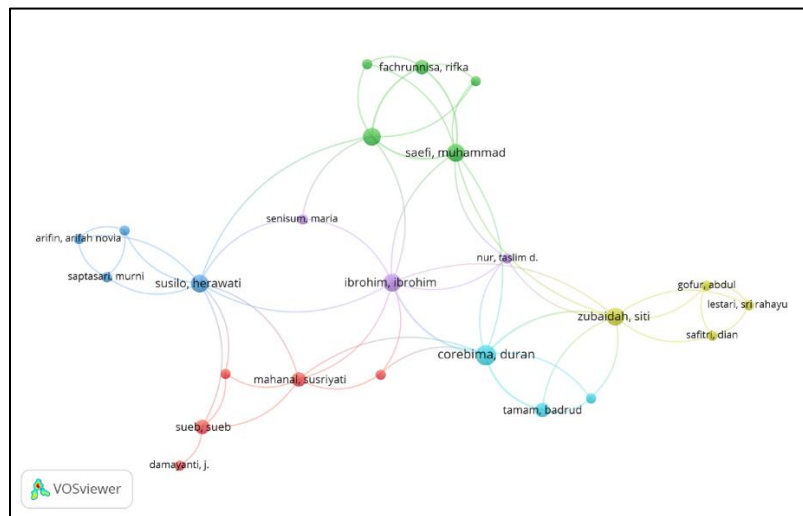 fachrunnisa, rifka
saefi, muhammad
senisum, maria
arifin, arifah novia
nur, taslim d.
saptasari, murni
susilo, herawati
ibrohim, ibrohim
gofur, abdul
lestari, sri rahayu
zubaidah, siti
safitri, dian
corebima, duran
mahanal, susriyati
tamam, badrud
sueb, sueb
damayanti, j.
VOSviewer